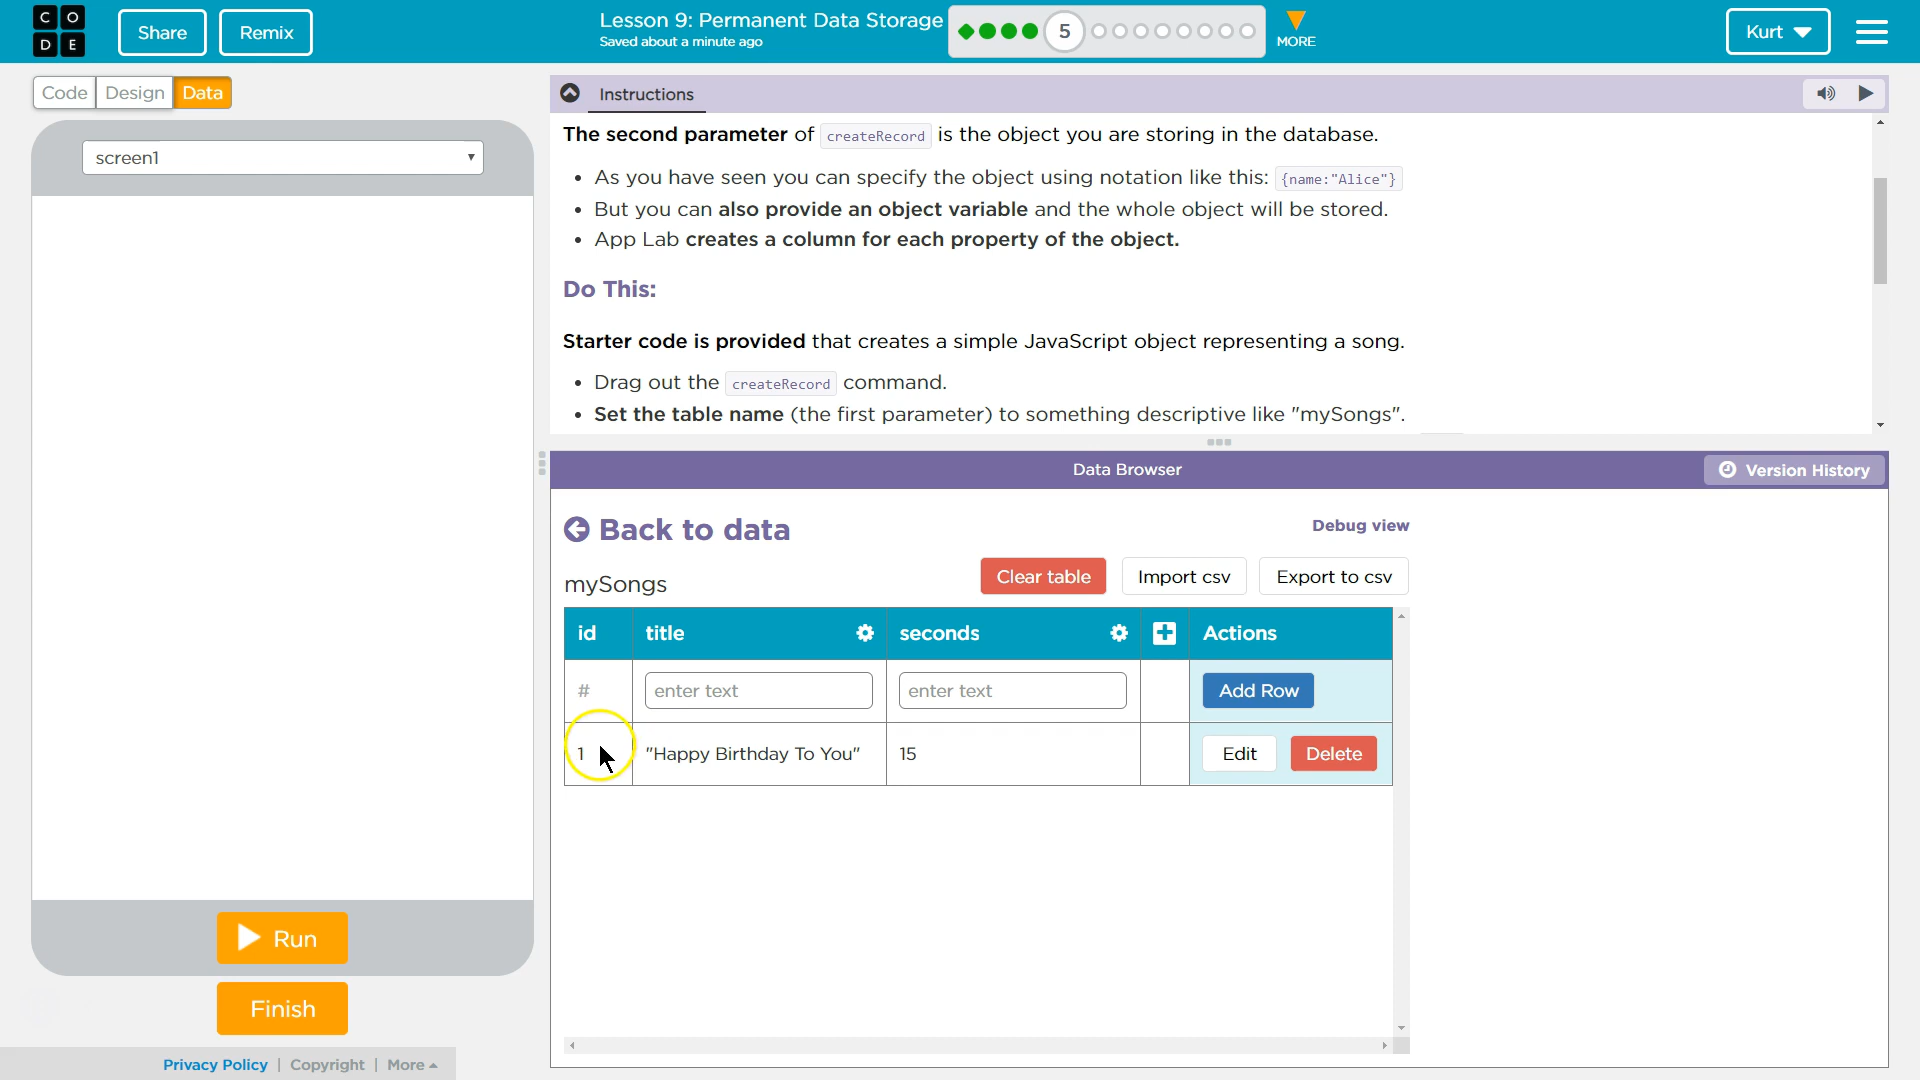 C O
D E
Share
Remix
Lesson 9: Permanent Data Storage
Saved about a minute ago
5
MORE
Kurt
Code
Design
Data
screen1
Instructions
The second parameter of createRecord is the object you are storing in the database.
• As you have seen you can specify the object using notation like this: {name:"Alice"}
• But you can also provide an object variable and the whole object will be stored.
• App Lab creates a column for each property of the object.
Do This:
Starter code is provided that creates a simple JavaScript object representing a song.
• Drag out the createRecord command.
• Set the table name (the first parameter) to something descriptive like "mySongs".
Data Browser
Version History
Back to data
Debug view
mySongs
Clear table
Import csv
Export to csv
id title seconds Actions
# enter text enter text Add Row
1 "Happy Birthday To You" 15 Edit Delete
Run
Finish
Privacy Policy | Copyright | More